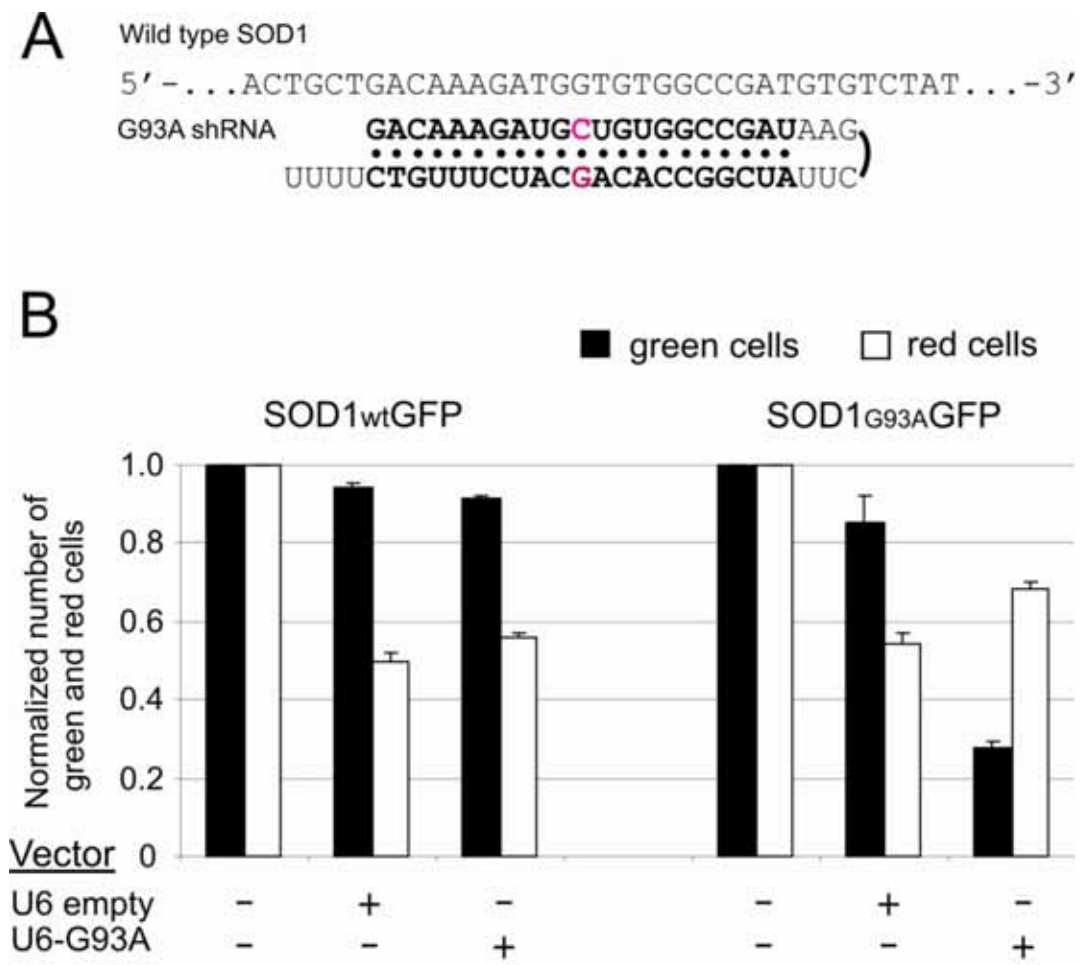 A
Wild type SOD1
5'-...ACTGCTGACAAAGATGGTGTGGCCGATGTGTCTAT...-3'
G93A shRNA GACAAAGAUGCUGUGGCCGAUAAG
UUUUCTGUUUCUACGACACCGGCUAUUC
B
green cells red cells
SOD1wtGFP SOD1G93AGFP
Normalized number of
green and red cells
1.0
0.8
0.6
0.4
0.2
0
Vector
U6 empty - + - - + -
U6-G93A - - + - - +